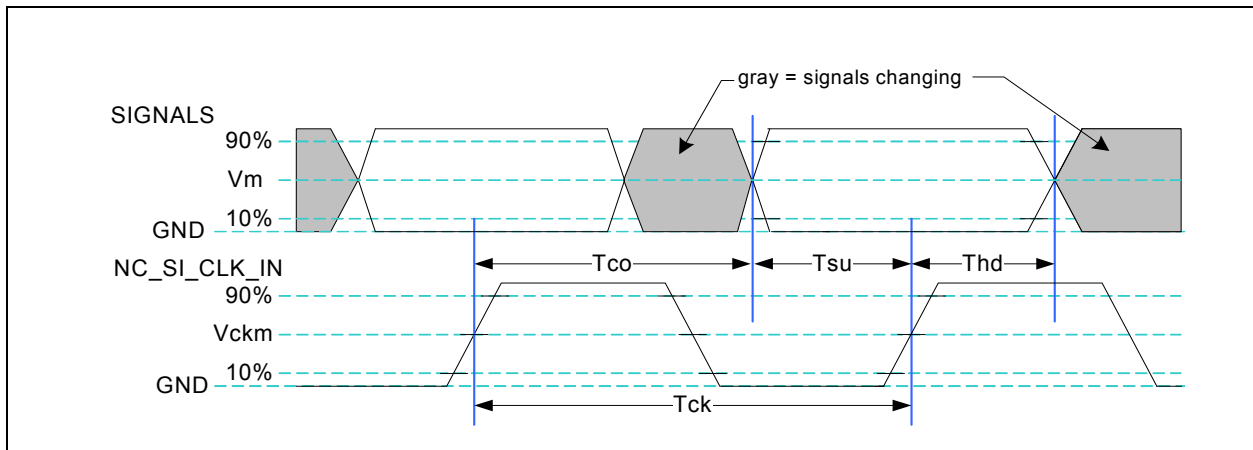 gray = signals changing
SIGNALS
90%
Vm
10%
GND
Tco
Tsu
Thd
NC_SI_CLK_IN
90%
Vckm
10%
GND
Tck